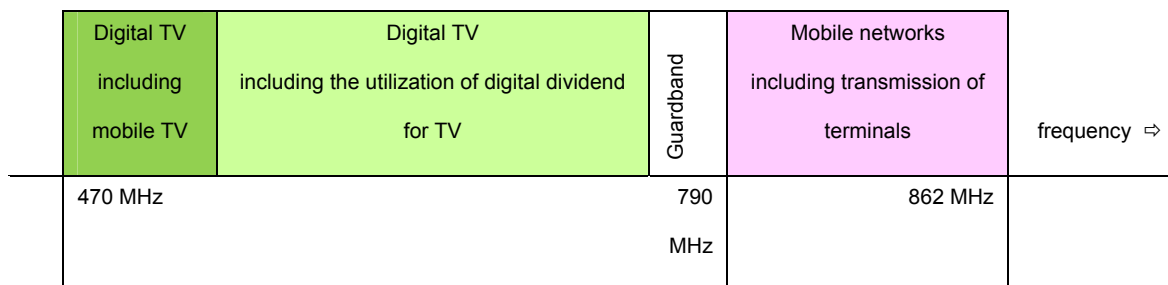 Digital TV
including
mobile TV
Digital TV
including the utilization of digital dividend
for TV
Guardband
Mobile networks
including transmission of
terminals
frequency ⇨
470 MHz
790
MHz
862 MHz